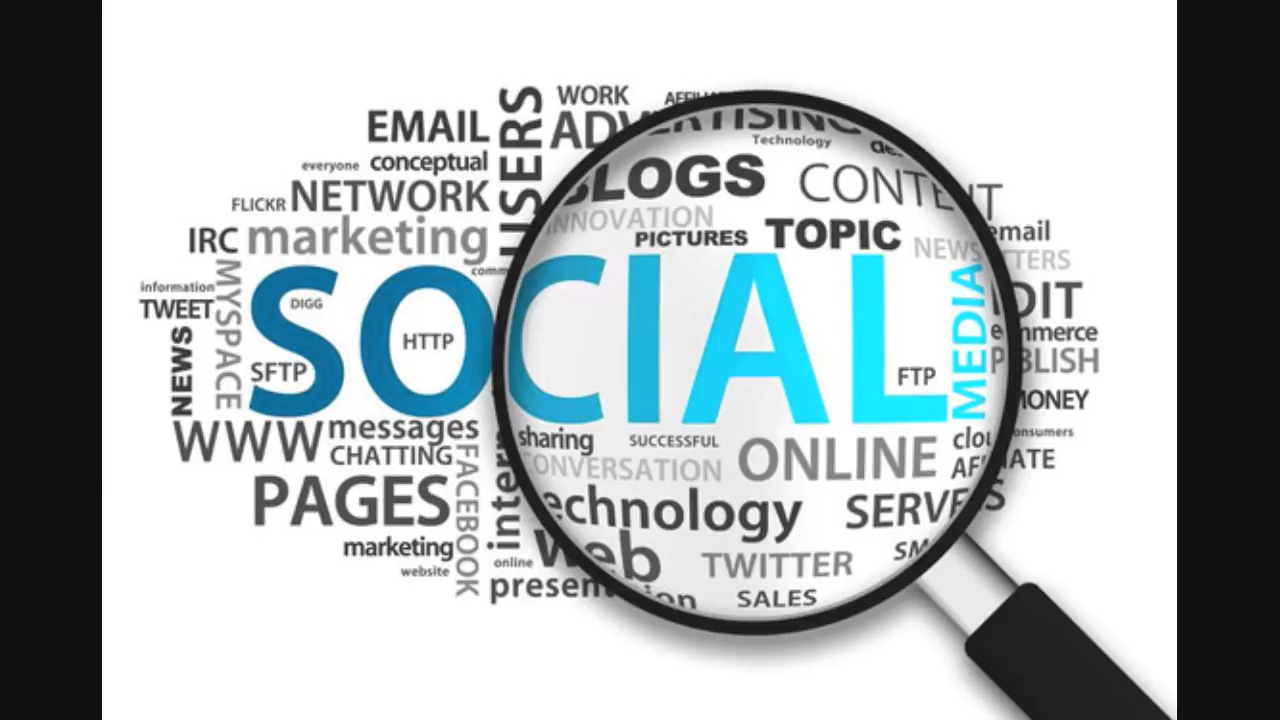 WORK
EMAIL
USERS
ADVERTISING
Technology
everyone conceptual
BLOGS
CONTENT
FLICKR NETWORK
INNOVATION
IRC marketing
PICTURES TOPIC
email
MYSPACE
information
DIGG
TWEET
SOCIAL
MEDIA
HTTP
NEWS
SFTP
FTP
commerce
MONEY
consumers
WWW messages
CHATTING
FACEBOOK
sharing
SUCCESSFUL
ONLINE
CONVERSATION
AFFILIATE
PAGES
technology
SERVERS
marketing
website
online
Web
TWITTER
presentation
SALES